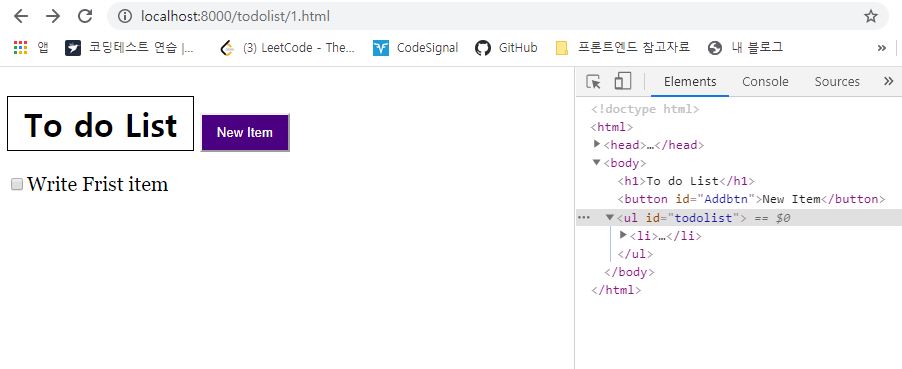 localhost:8000/todolist/1.html
앱 코딩테스트 연습 |... (3) LeetCode - The... CodeSignal GitHub 프론트엔드 참고자료 내 블로그 »
Elements Console Sources »
To do List New Item
Write Frist item
<!doctype html>
<html>
▶<head>…</head>
▼<body>
<h1>To do List</h1>
<button id="Addbtn">New Item</button>
… ▼<ul id="todolist"> == $0
▶<li>…</li>
</ul>
</body>
</html>